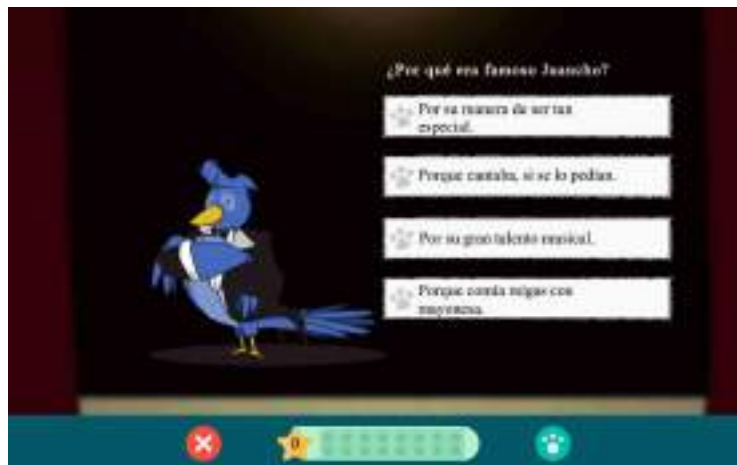 ¿Por qué era famoso Juancho?
Por su manera de ser tan
especial.
Porque cantaba, si se lo pedían.
Por su gran talento musical.
Porque comía migas con
mayonesa.
0